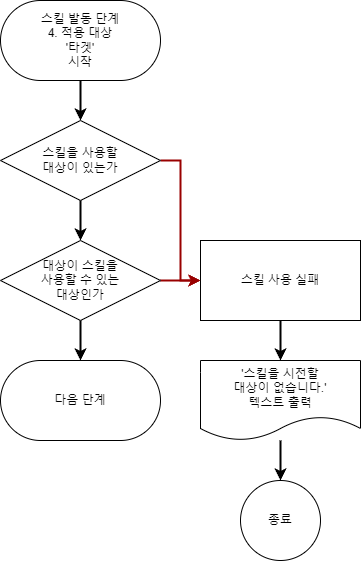 스킬 발동 단계
4. 적용 대상
'타겟'
시작
스킬을 사용할
대상이 있는가
대상이 스킬을
사용할 수 있는
대상인가
스킬 사용 실패
다음 단계
'스킬을 시전할
대상이 없습니다.'
텍스트 출력
종료